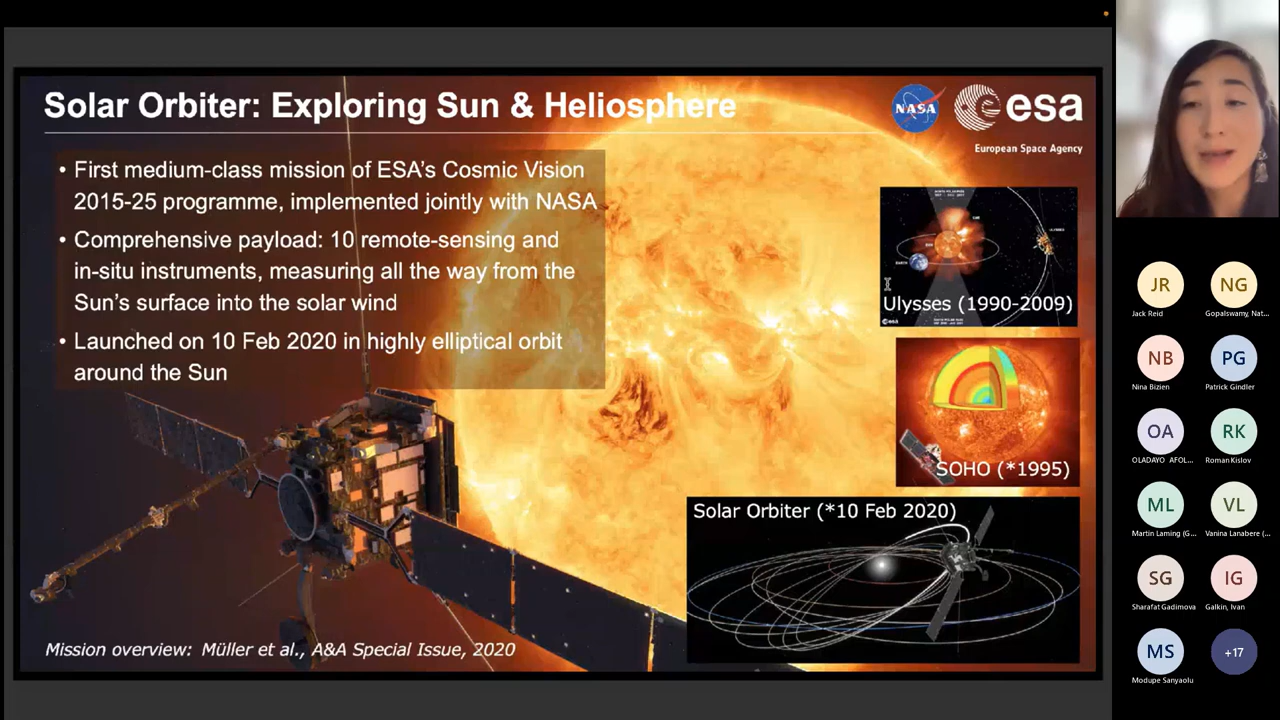 Solar Orbiter: Exploring Sun & Heliosphere
NASA
esa
European Space Agency
• First medium-class mission of ESA's Cosmic Vision
2015-25 programme, implemented jointly with NASA
• Comprehensive payload: 10 remote-sensing and
in-situ instruments, measuring all the way from the
Sun's surface into the solar wind
• Launched on 10 Feb 2020 in highly elliptical orbit
around the Sun
EARTH
SUN
Ulysses (1990-2009)
esa
SOHO (*1995)
Solar Orbiter (*10 Feb 2020)
Mission overview: Müller et al., A&A Special Issue, 2020
JR
Jack Reid
NG
Gopalswamy, Nat...
NB
Nina Bizien
PG
Patrick Gindler
OA
OLADAYO AFOL...
RK
Roman Kislov
ML
Martin Laming (G...
VL
Vanina Lanabere (...
SG
Sharafat Gadimova
IG
Galkin, Ivan
MS
Modupe Sanyaolu
+17